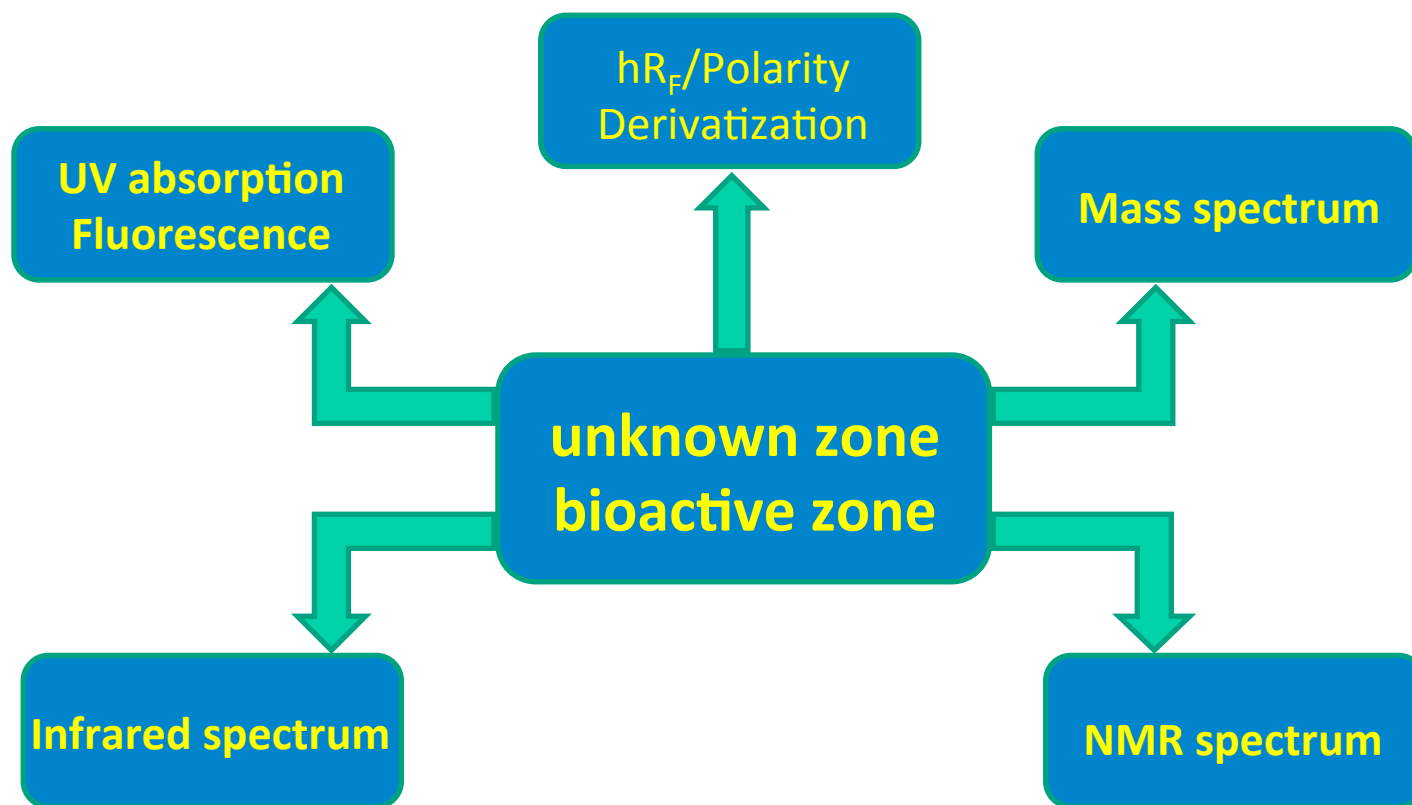 hRF/Polarity
Derivatization
UV absorption
Fluorescence
Mass spectrum
unknown zone
bioactive zone
Infrared spectrum
NMR spectrum